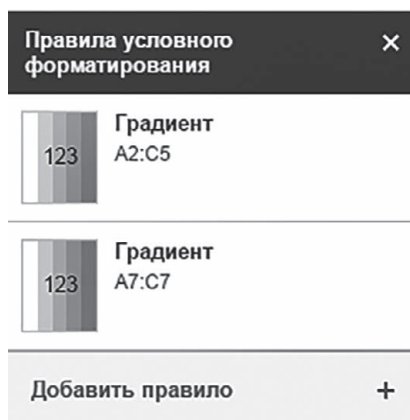 Правила условного
форматирования
×
123
Градиент
A2:C5
123
Градиент
A7:C7
Добавить правило
+